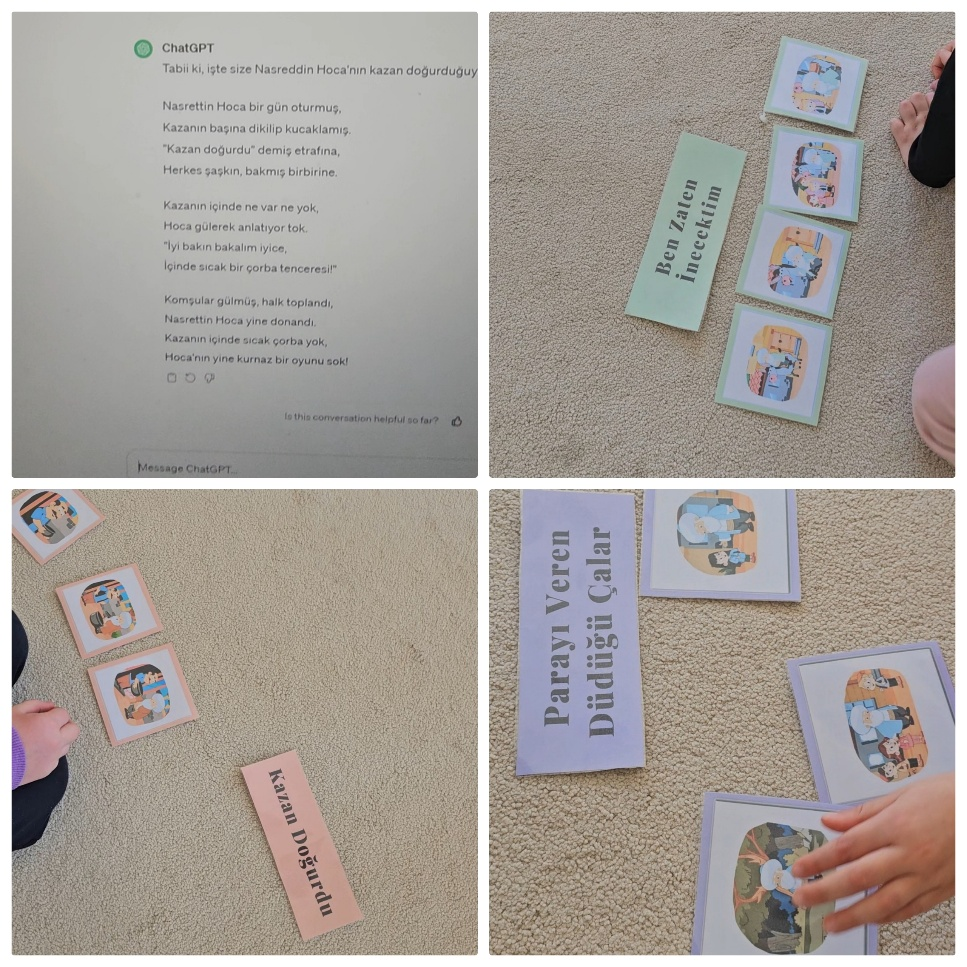 ChatGPT
Tabii ki, işte size Nasreddin Hoca'nın kazan doğurduğuy
Nasrettin Hoca bir gün oturmuş,
Kazanın başına dikilip kucaklamış.
"Kazan doğurdu" demiş etrafına,
Herkes şaşkın, bakmış birbirine.
Kazanın içinde ne var ne yok,
Hoca gülerek anlatıyor tok.
"İyi bakın bakalım iyice,
İçinde sıcak bir çorba tenceresi!"
Komşular gülmüş, halk toplandı,
Nasrettin Hoca yine donandı.
Kazanın içinde sıcak çorba yok,
Hoca'nın yine kurnaz bir oyunu sok!
Is this conversation helpful so far?
Message ChatGPT...
Ben Zaten
İnecektim
Kazan Doğurdu
Parayı Veren
Düdüğü Çalar